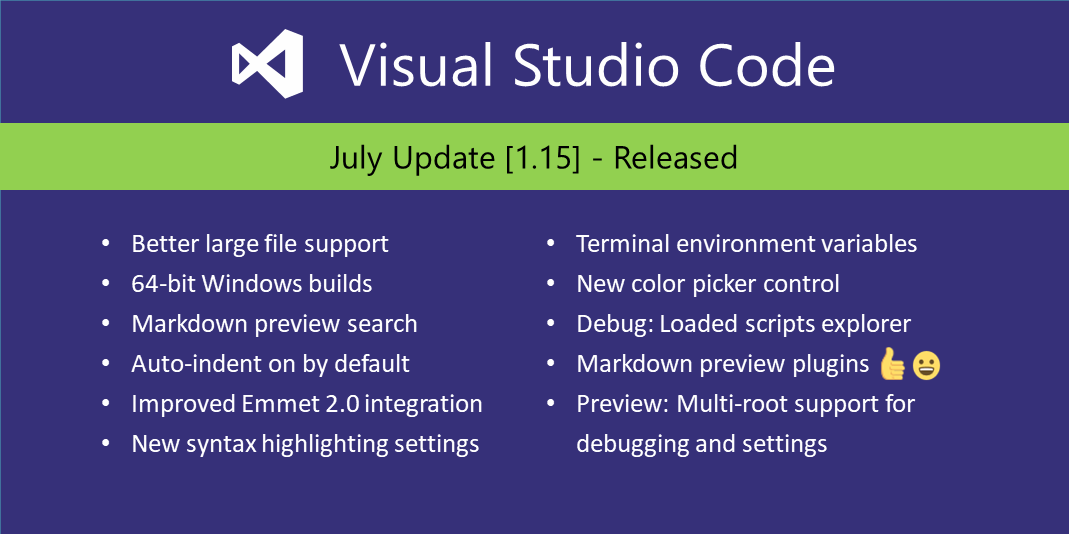 Visual Studio Code
July Update [1.15] - Released
• Better large file support
• 64-bit Windows builds
• Markdown preview search
• Auto-indent on by default
• Improved Emmet 2.0 integration
• New syntax highlighting settings
• Terminal environment variables
• New color picker control
• Debug: Loaded scripts explorer
• Markdown preview plugins 👍😀
• Preview: Multi-root support for
debugging and settings